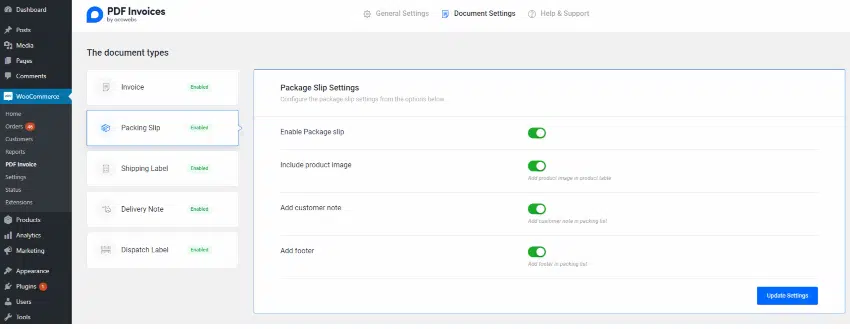 Dashboard
Posts
Media
Pages
Comments
WooCommerce
Home
Orders 46
Customers
Reports
PDF Invoice
Settings
Status
Extensions
Products
Analytics
Marketing
Appearance
Plugins 5
Users
Tools
PDF Invoices
by acowebs
General Settings
Document Settings
Help & Support
The document types
Invoice Enabled
Packing Slip Enabled
Shipping Label Enabled
Delivery Note Enabled
Dispatch Label Enabled
Package Slip Settings
Configure the package slip settings from the options below
Enable Package slip
Include product image
Add product image in product table
Add customer note
Add customer note in packing list
Add footer
Add footer in packing list
Update Settings